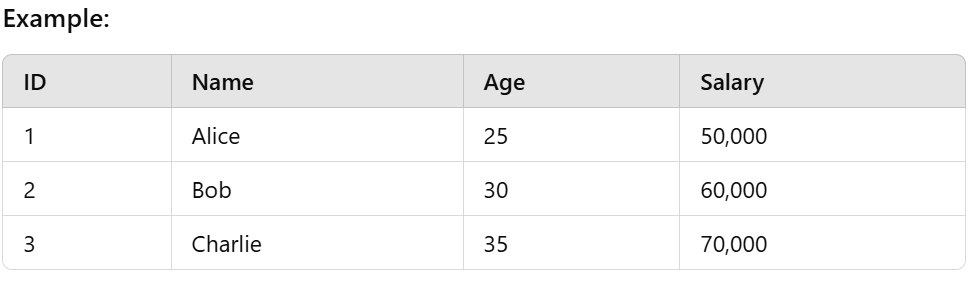 Example:
ID Name Age Salary
1 Alice 25 50,000
2 Bob 30 60,000
3 Charlie 35 70,000